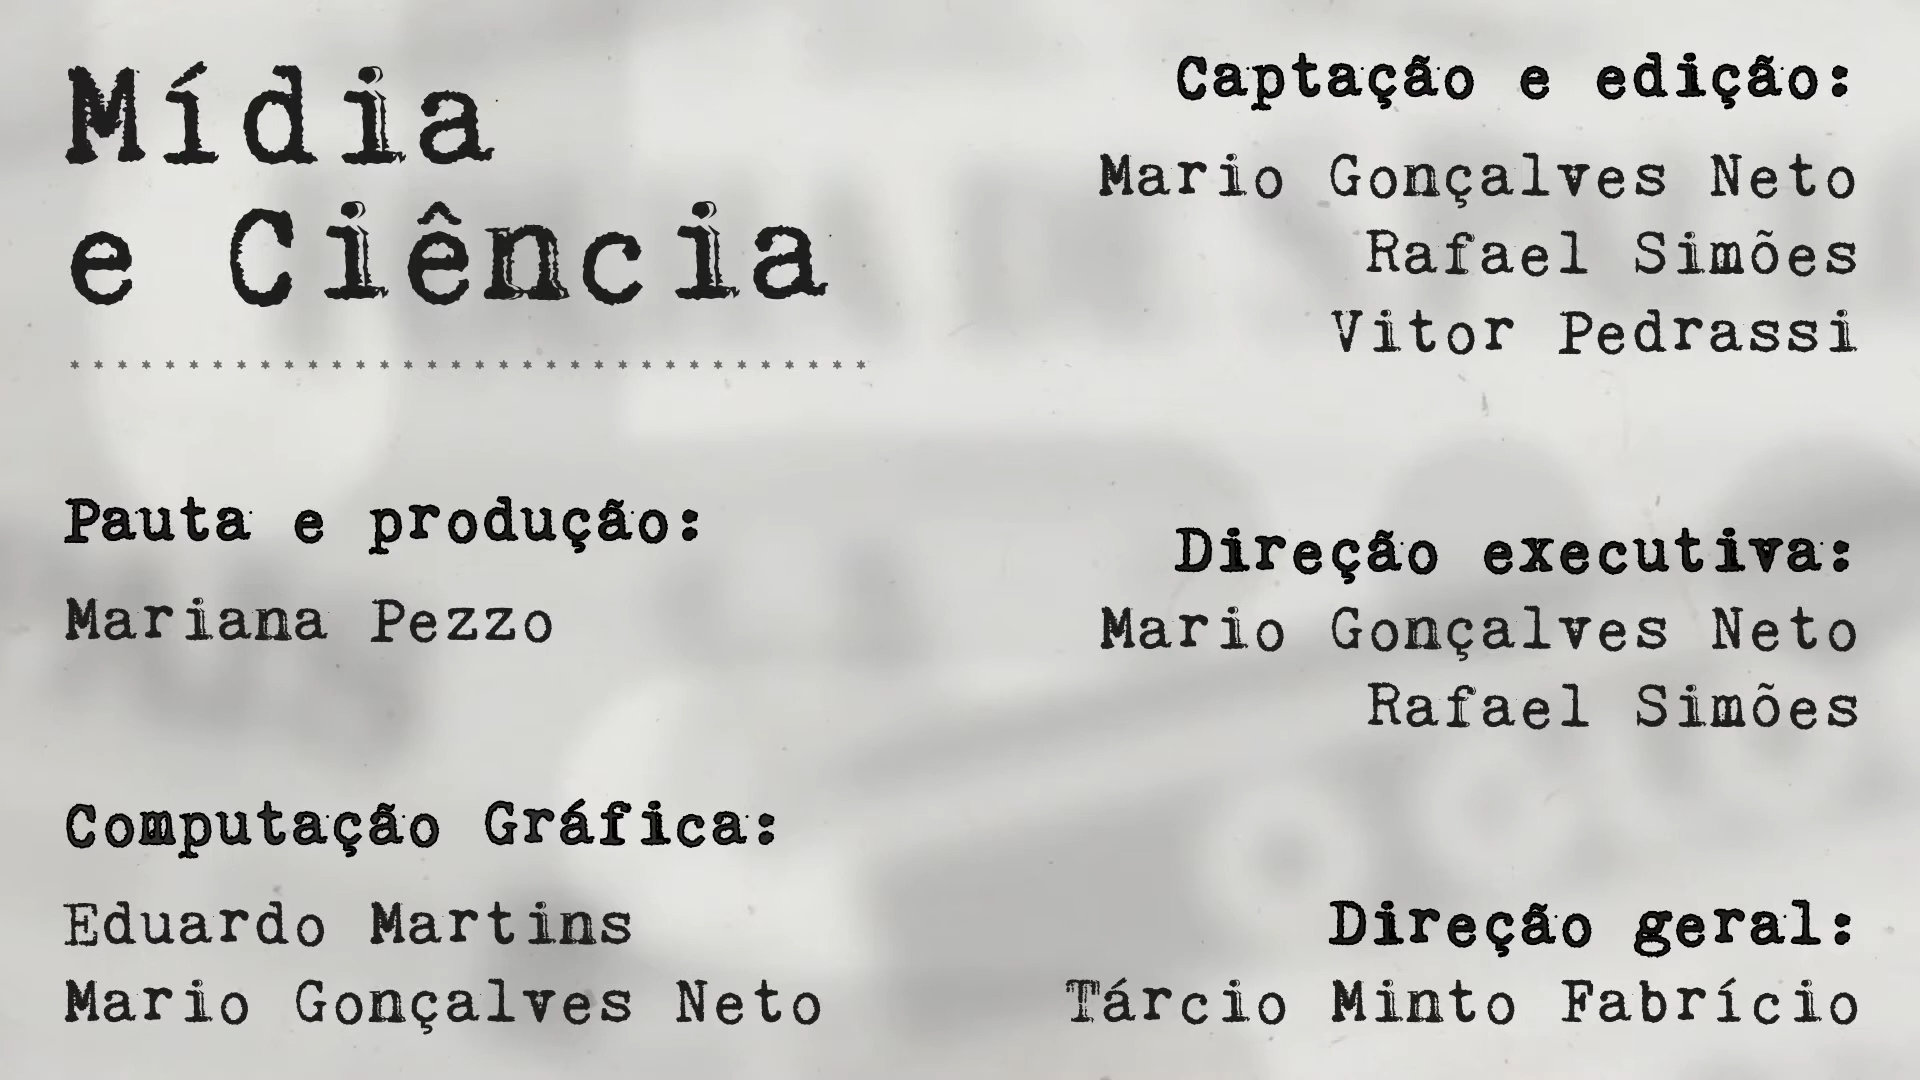 Mídia
e Ciência
Pauta e produção:
Mariana Pezzo
Computação Gráfica:
Eduardo Martins
Mario Gonçalves Neto
Captação e edição:
Mario Gonçalves Neto
Rafael Simões
Vitor Pedrassi
Direção executiva:
Mario Gonçalves Neto
Rafael Simões
Direção geral:
Tárcio Minto Fabrício